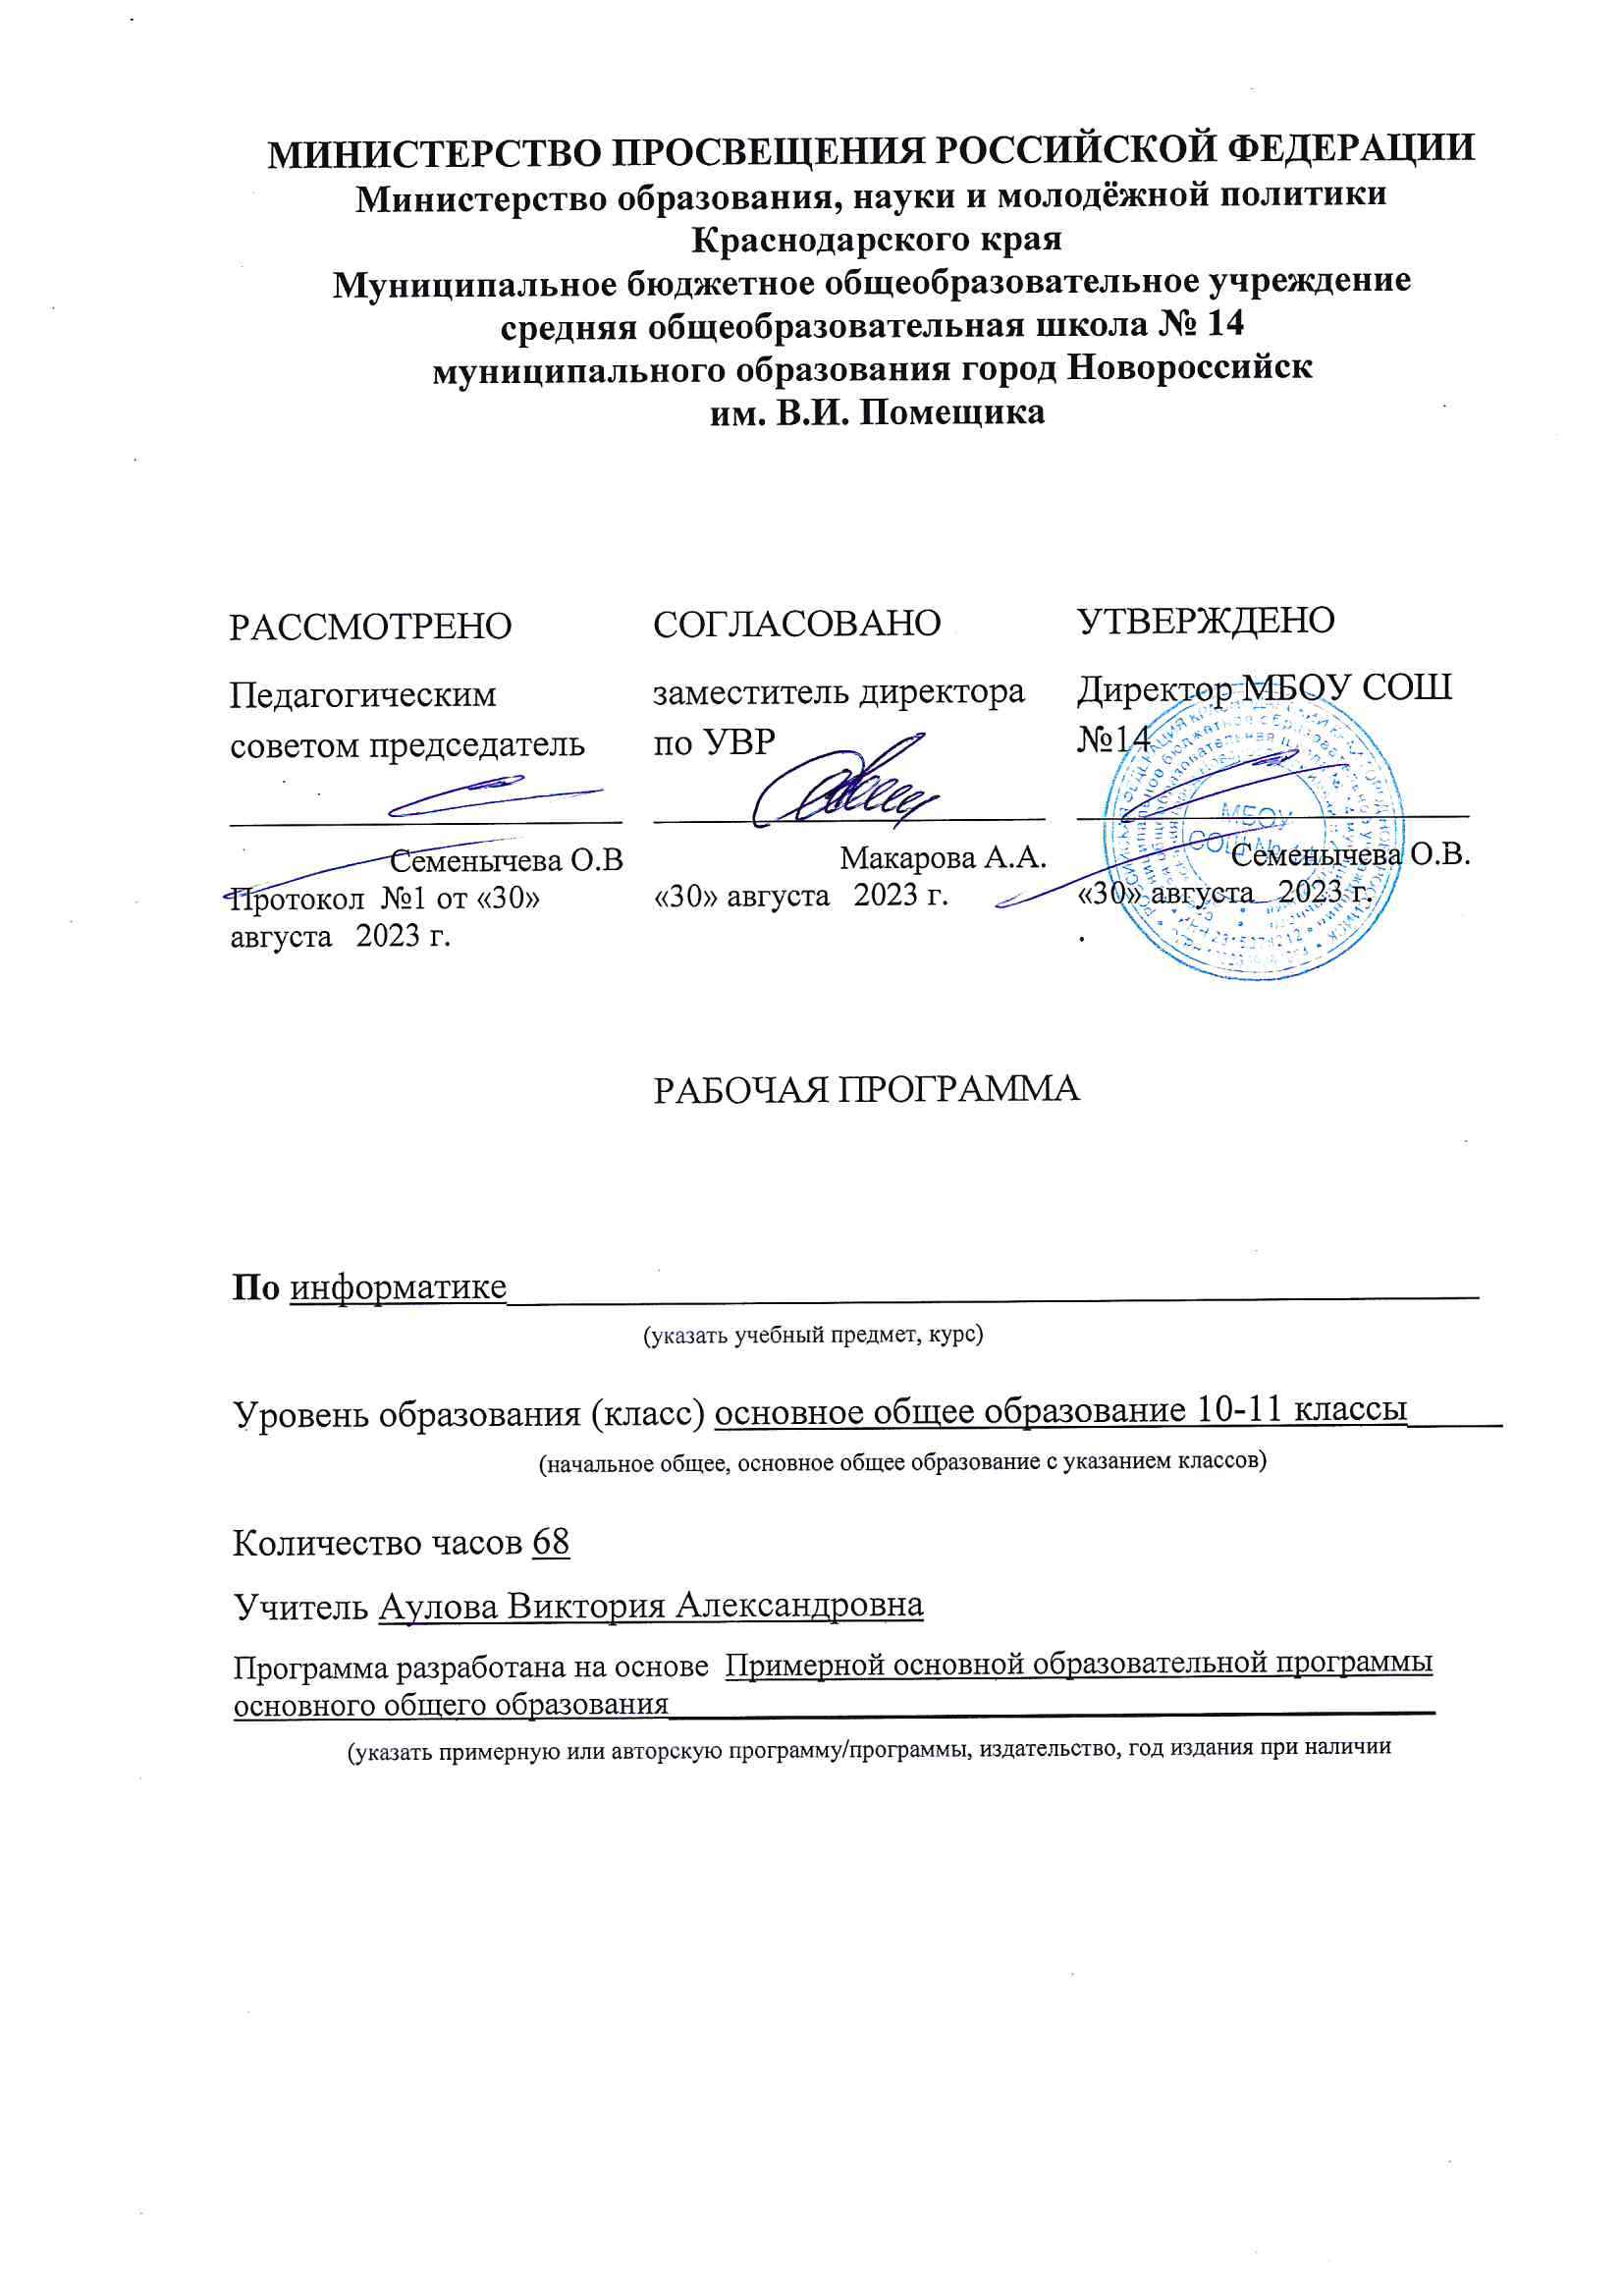 МИНИСТЕРСТВО ПРОСВЕЩЕНИЯ РОССИЙСКОЙ ФЕДЕРАЦИИ
Министерство образования, науки и молодёжной политики
Краснодарского края
Муниципальное бюджетное общеобразовательное учреждение
средняя общеобразовательная школа № 14
муниципального образования город Новороссийск
им. В.И. Помещика
РАССМОТРЕНО
Педагогическим
советом председатель
Семенычева О.В
Протокол №1 от «30»
августа 2023 г.
СОГЛАСОВАНО
заместитель директора
по УВР
Макарова А.А.
«30» августа 2023 г.
УТВЕРЖДЕНО
Директор МБОУ СОШ
№14
Семенычева О.В.
«30» августа 2023 г.
.
МБОУ
СОШ №
РАБОЧАЯ ПРОГРАММА
По информатике
(указать учебный предмет, курс)
Уровень образования (класс) основное общее образование 10-11 классы
(начальное общее, основное общее образование с указанием классов)
Количество часов 68
Учитель Аулова Виктория Александровна
Программа разработана на основе Примерной основной образовательной программы
основного общего образования
(указать примерную или авторскую программу/программы, издательство, год издания при наличии